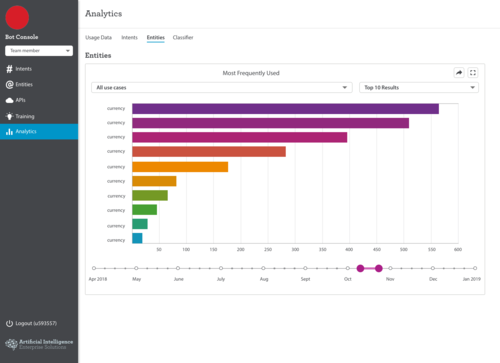 Analytics
Bot Console
Team member
Intents
Entities
APIs
Training
Analytics
Usage Data
Intents
Entities
Classifier
Entities
Most Frequently Used
All use cases
Top 10 Results
currency
currency
currency
currency
currency
currency
currency
currency
currency
currency
50 100 150 200 250 300 350 400 450 500 550 600
Apr 2018 May June July Aug Sept Oct Nov Dec Jan 2019
Logout (u593557)
Artificial Intelligence
Enterprise Solutions